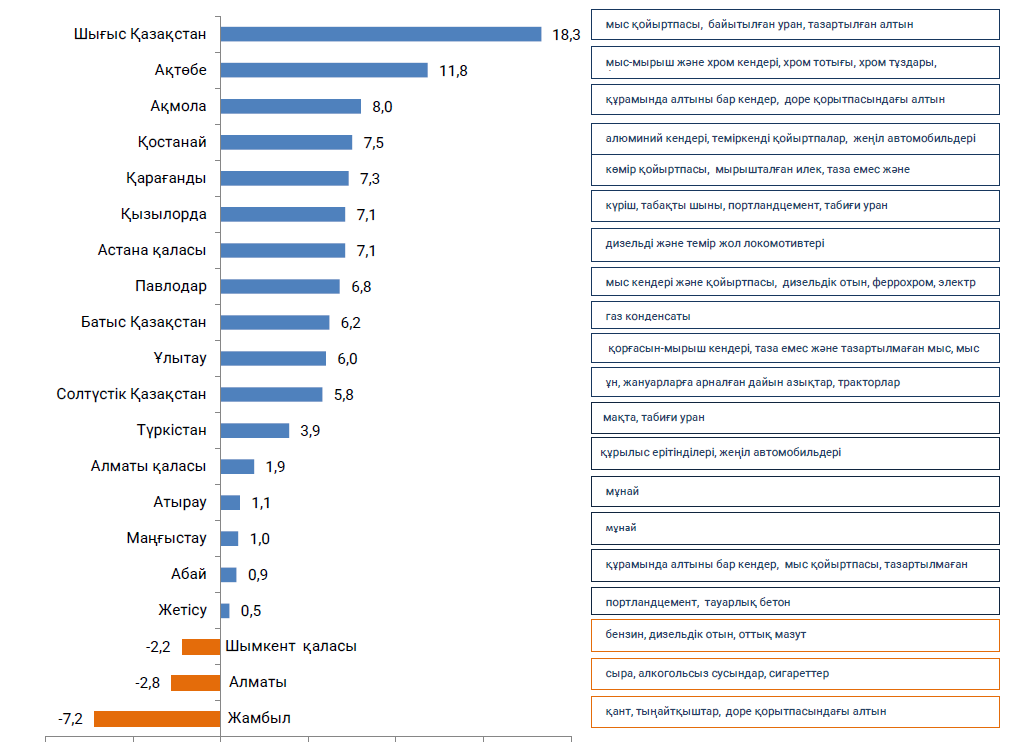 Шығыс Қазақстан 18,3 мыс қойыртпасы, байытылған уран, тазартылған алтын
Ақтөбе 11,8 мыс-мырыш және хром кендері, хром тотығы, хром тұздары,
Ақмола 8,0 құрамында алтыны бар кендер, доре қорытпасындағы алтын
Қостанай 7,5 алюминий кендері, теміркенді қойыртпалар, жеңіл автомобильдері
Қарағанды 7,3 көмір қойыртпасы, мырышталған илек, таза емес және
Қызылорда 7,1 күріш, табақты шыны, портландцемент, табиғи уран
Астана қаласы 7,1 дизельді және темір жол локомотивтері
Павлодар 6,8 мыс кендері және қойыртпасы, дизельдік отын, феррохром, электр
Батыс Қазақстан 6,2 газ конденсаты
Ұлытау 6,0 қорғасын-мырыш кендері, таза емес және тазартылмаған мыс, мыс
Солтүстік Қазақстан 5,8 ұн, жануарларға арналған дайын азықтар, тракторлар
Түркістан 3,9 мақта, табиғи уран
Алматы қаласы 1,9 құрылыс ерітінділері, жеңіл автомобильдері
Атырау 1,1 мұнай
Маңғыстау 1,0 мұнай
Абай 0,9 құрамында алтыны бар кендер, мыс қойыртпасы, тазартылмаған
Жетісу 0,5 портландцемент, тауарлық бетон
-2,2 Шымкент қаласы бензин, дизельдік отын, оттық мазут
-2,8 Алматы сыра, алкогольсыз сусындар, сигареттер
-7,2 Жамбыл қант, тыңайтқыштар, доре қорытпасындағы алтын